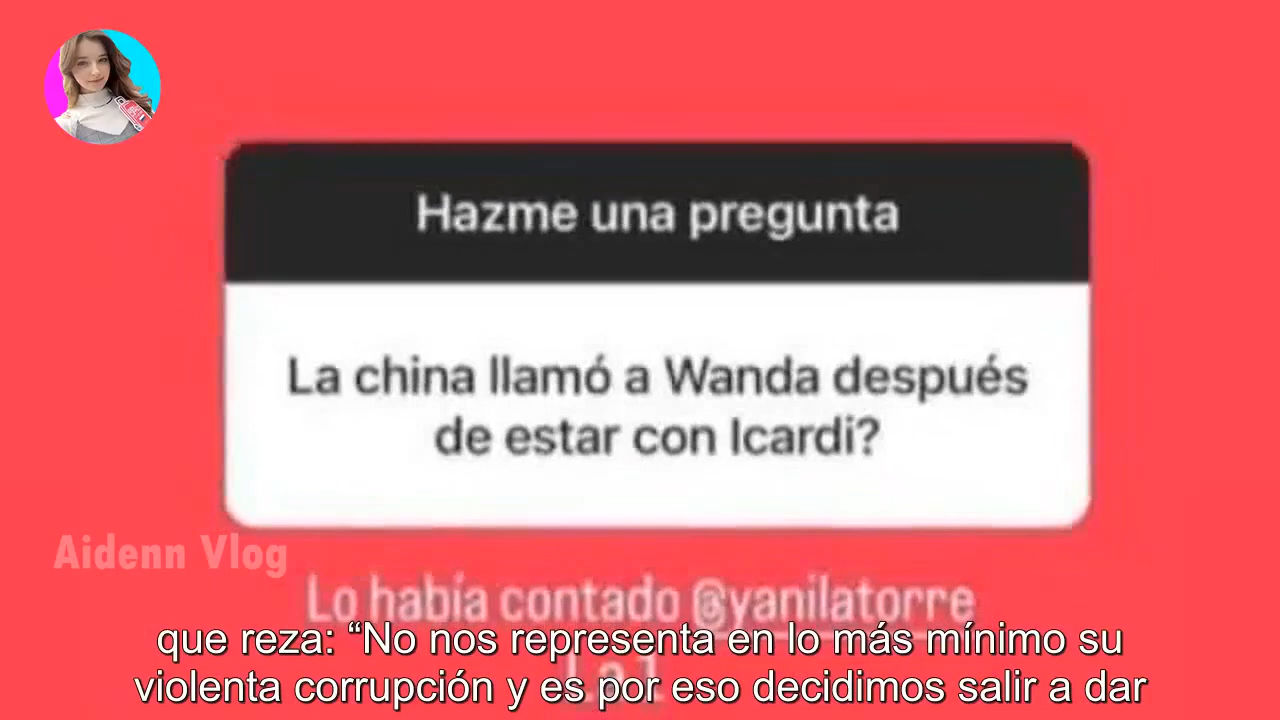 Hazme una pregunta
La china llamó a Wanda después
de estar con Icardi?
Aidenn Vlog
Lo había contado @yanilatorre
que reza: “No nos representa en lo más mínimo su
violenta corrupción y es por eso decidimos salir a dar